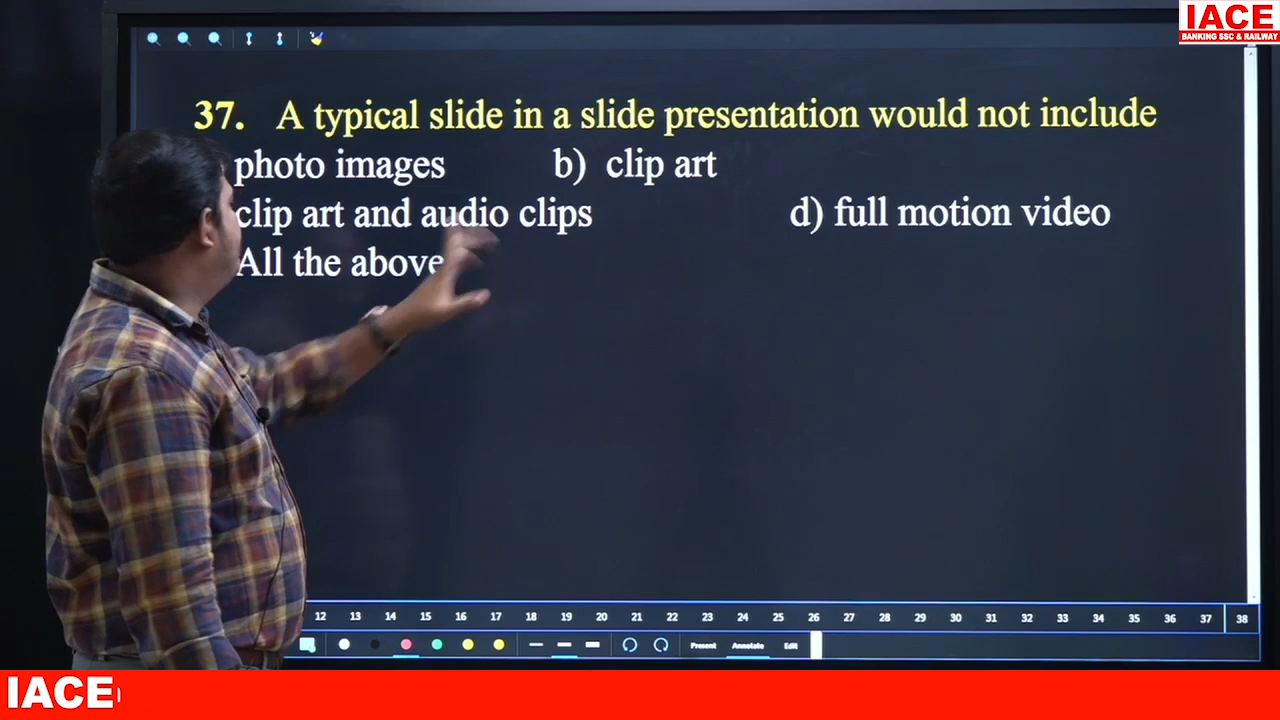 IACE
BANKING SSC & RAILWAY
37. A typical slide in a slide presentation would not include
photo images b) clip art
clip art and audio clips d) full motion video
All the above
12 13 14 15 16 17 18 19 20 21 22 23 24 25 26 27 28 29 30 31 32 33 34 35 36 37 38
Present Annotate Edit
IACE